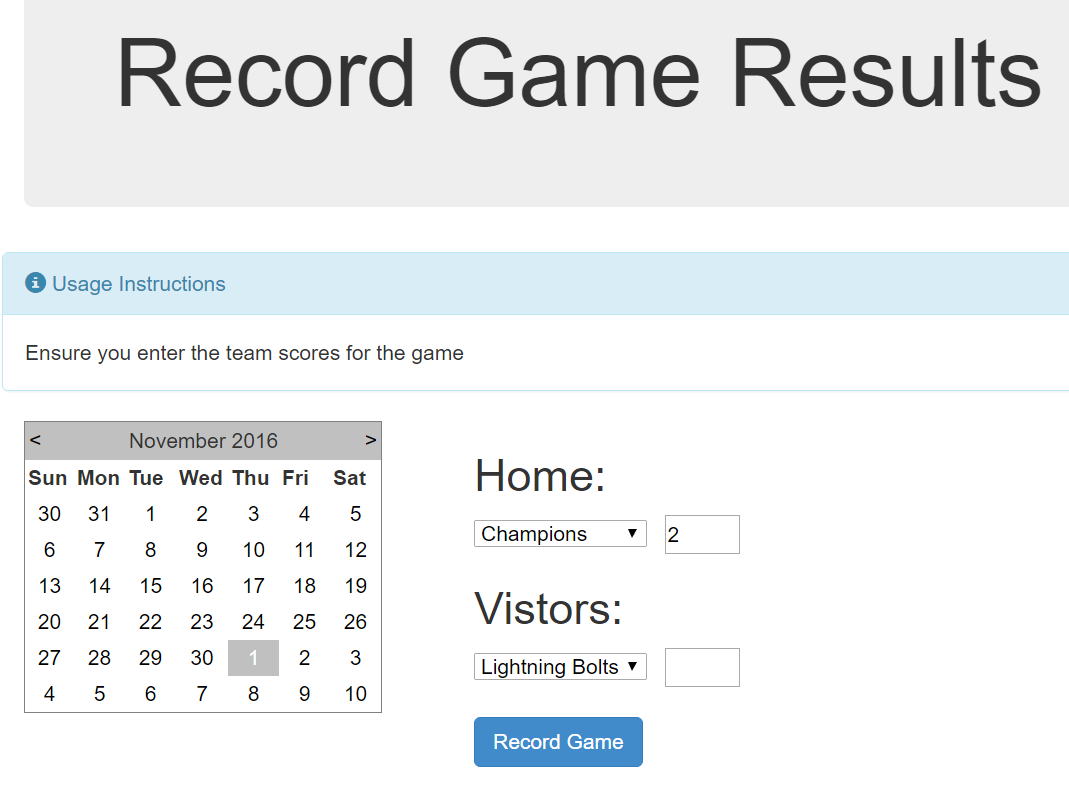 Record Game Results
Usage Instructions
Ensure you enter the team scores for the game
< November 2016 >
Sun Mon Tue Wed Thu Fri Sat
30 31 1 2 3 4 5
6 7 8 9 10 11 12
13 14 15 16 17 18 19
20 21 22 23 24 25 26
27 28 29 30 1 2 3
4 5 6 7 8 9 10
Home:
Champions 2
Vistors:
Lightning Bolts
Record Game